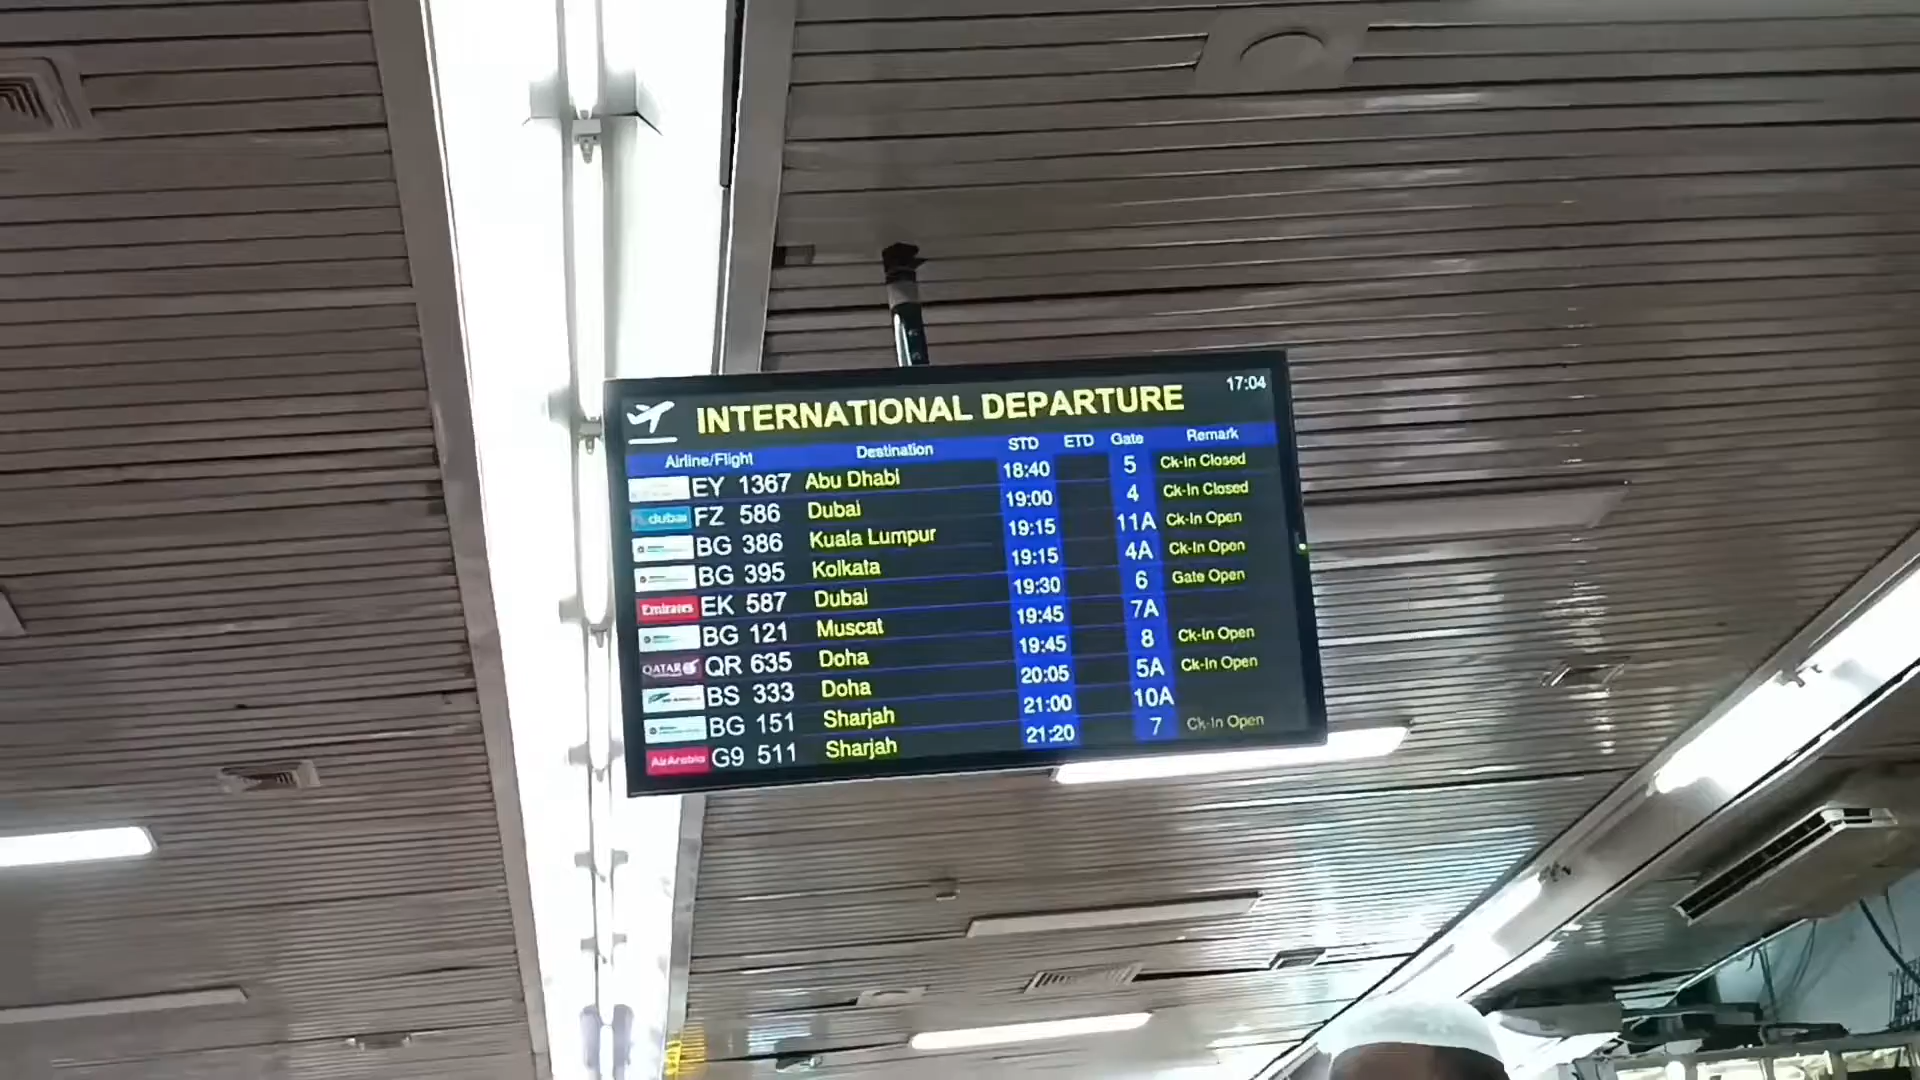 INTERNATIONAL DEPARTURE 17:04
Airline/Flight Destination STD ETD Gate Remark
EY 1367 Abu Dhabi 18:40 5 Ck-In Closed
dubai FZ 586 Dubai 19:00 4 Ck-In Closed
BG 386 Kuala Lumpur 19:15 11A Ck-In Open
BG 395 Kolkata 19:15 4A Ck-In Open
Emirates EK 587 Dubai 19:30 6 Gate Open
BG 121 Muscat 19:45 7A
QATAR QR 635 Doha 19:45 8 Ck-In Open
BS 333 Doha 20:05 5A Ck-In Open
BG 151 Sharjah 21:00 10A
AirArabia G9 511 Sharjah 21:20 7 Ck-In Open